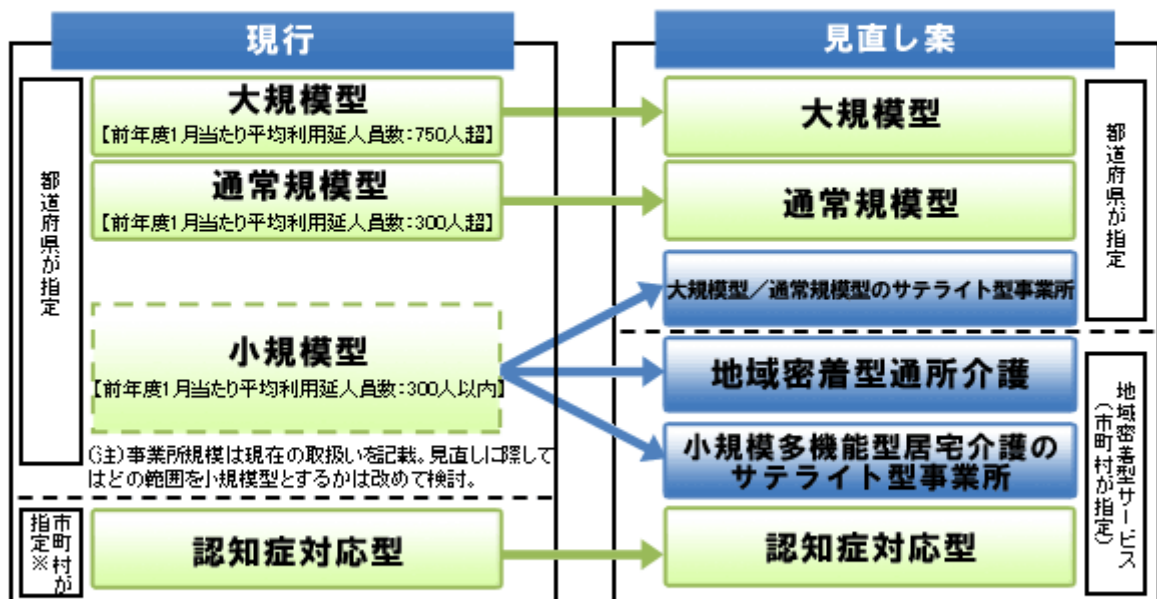 現行
都道府県が指定
大規模型
【前年度1月当たり平均利用延人員数：750人超】
通常規模型
【前年度1月当たり平均利用延人員数：300人超】
小規模型
【前年度1月当たり平均利用延人員数：300人以内】
（注）事業所規模は現在の取扱いを記載。見直しに際して
はどの範囲を小規模型とするかは改めて検討。
市町村が
指定※
認知症対応型
見直し案
大規模型
通常規模型
大規模型／通常規模型のサテライト型事業所
都道府県が指定
地域密着型通所介護
小規模多機能型居宅介護の
サテライト型事業所
認知症対応型
地域密着型サービス
（市町村が指定）